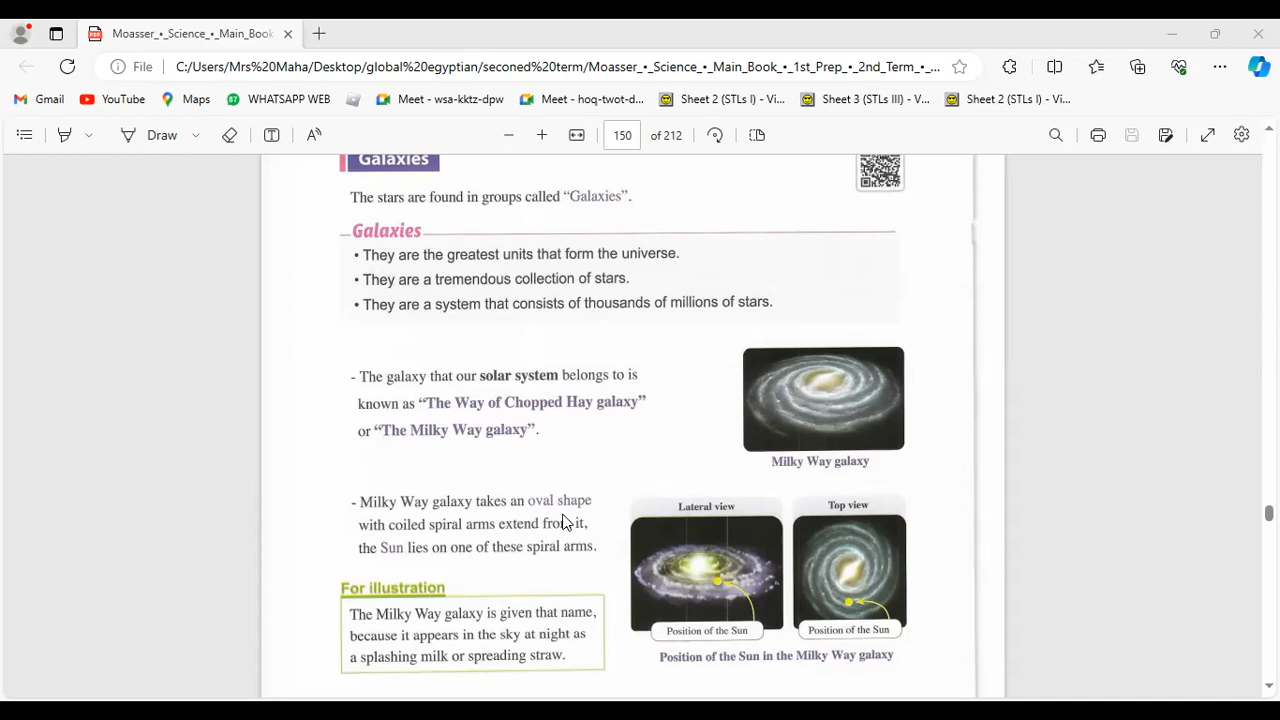 Moasser_•_Science_•_Main_Book
File
C:/Users/Mrs%20Maha/Desktop/global%20egyptian/seconed%20term/Moasser_•_Science_•_Main_Book_•_1st_Prep_•_2nd_Term_•_...
Gmail YouTube Maps WHATSAPP WEB Meet - wsa-kktz-dpw Meet - hoq-twot-d... Sheet 2 (STLs I) - Vi... Sheet 3 (STLs III) - Vi... Sheet 2 (STLs I) - Vi...
Draw 150 of 212
Galaxies
The stars are found in groups called “Galaxies”.
Galaxies
• They are the greatest units that form the universe.
• They are a tremendous collection of stars.
• They are a system that consists of thousands of millions of stars.
- The galaxy that our solar system belongs to is
known as “The Way of Chopped Hay galaxy”
or “The Milky Way galaxy”.
Milky Way galaxy
- Milky Way galaxy takes an oval shape
with coiled spiral arms extend from it,
the Sun lies on one of these spiral arms.
Lateral view
Top view
Position of the Sun
Position of the Sun
Position of the Sun in the Milky Way galaxy
For illustration
The Milky Way galaxy is given that name,
because it appears in the sky at night as
a splashing milk or spreading straw.